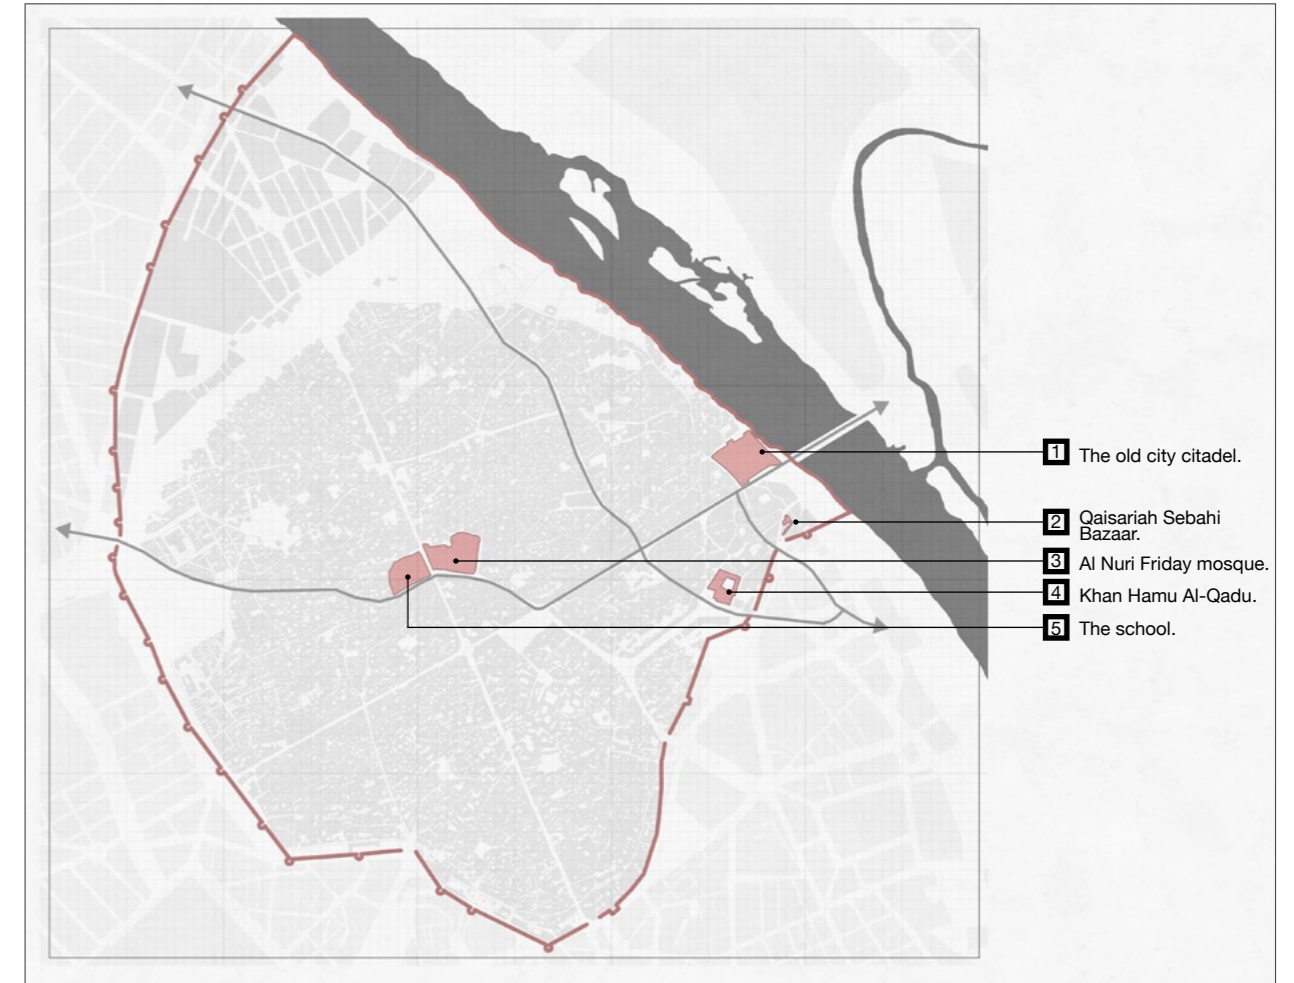 1 The old city citadel.
2 Qaisariah Sebahi
Bazaar.
3 Al Nuri Friday mosque.
4 Khan Hamu Al-Qadu.
5 The school.